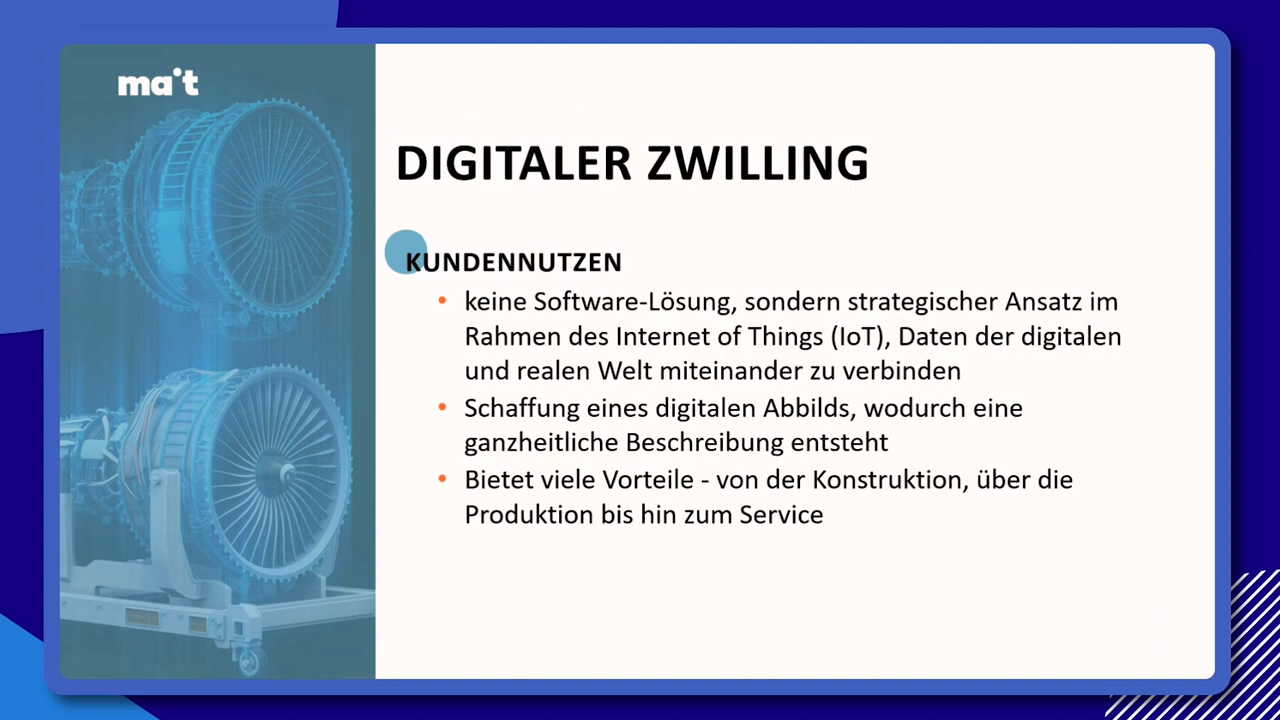 ma't
DIGITALER ZWILLING
KUNDENNUTZEN
• keine Software-Lösung, sondern strategischer Ansatz im
Rahmen des Internet of Things (IoT), Daten der digitalen
und realen Welt miteinander zu verbinden
• Schaffung eines digitalen Abbilds, wodurch eine
ganzheitliche Beschreibung entsteht
• Bietet viele Vorteile - von der Konstruktion, über die
Produktion bis hin zum Service